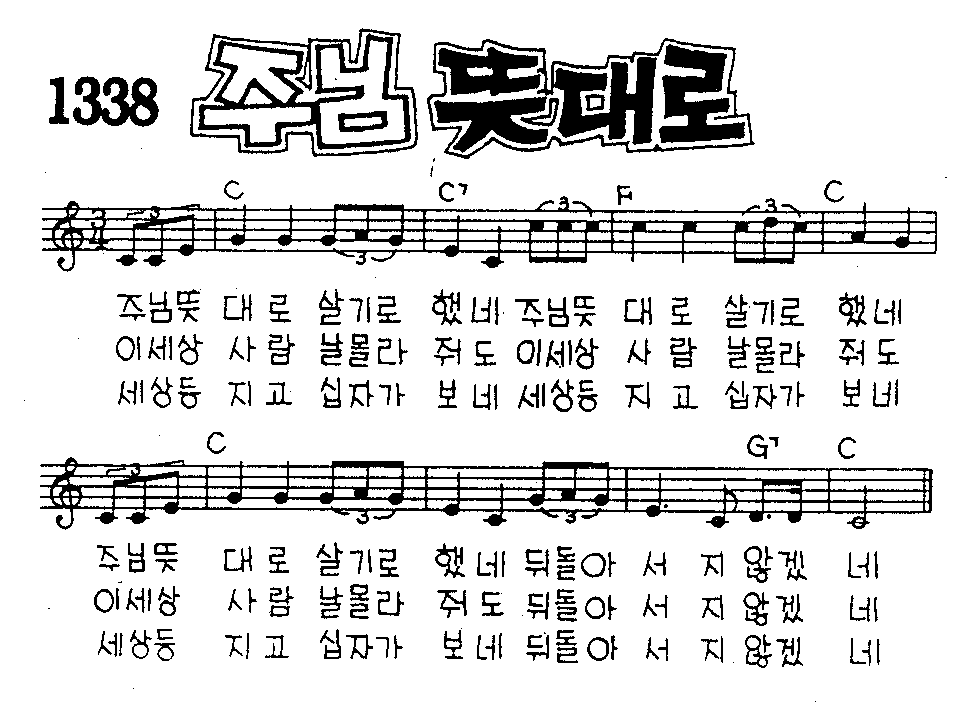 1338 주님 뜻대로
C C7 F C
3 3 3 3 3
3 4
주님뜻 대로 살기로 했네 주님뜻 대로 살기로 했네
이세상 사람 날몰라 줘도 이세상 사람 날몰라 줘도
세상등 지고 십자가 보네 세상등 지고 십자가 보네
C G7 C
3 3 3
주님뜻 대로 살기로 했네 뒤돌아 서 지 않겠 네
이세상 사람 날몰라 줘도 뒤돌아 서 지 않겠 네
세상등 지고 십자가 보네 뒤돌아 서 지 않겠 네